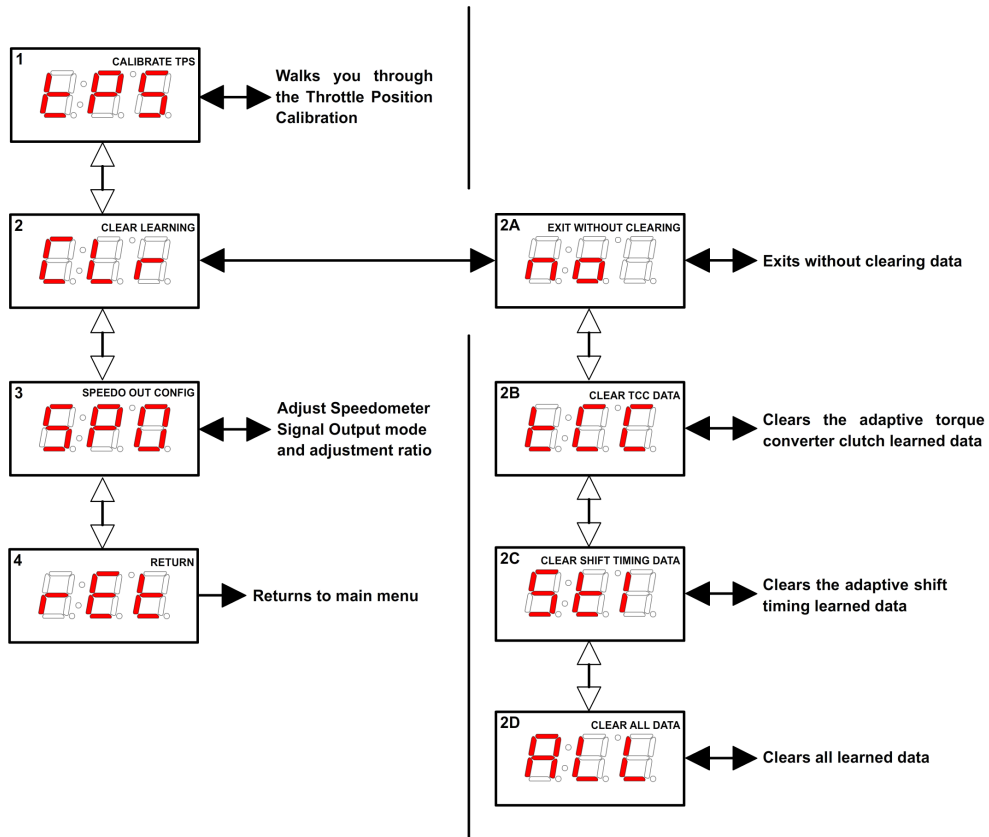 1
CALIBRATE TPS
tPS
Walks you through
the Throttle Position
Calibration
2
CLEAR LEARNING
CLr
3
SPEEDO OUT CONFIG
SPO
Adjust Speedometer
Signal Output mode
and adjustment ratio
4
RETURN
rEt
Returns to main menu
2A
EXIT WITHOUT CLEARING
no
Exits without clearing data
2B
CLEAR TCC DATA
tCC
Clears the adaptive torque
converter clutch learned data
2C
CLEAR SHIFT TIMING DATA
StI
Clears the adaptive shift
timing learned data
2D
CLEAR ALL DATA
ALL
Clears all learned data